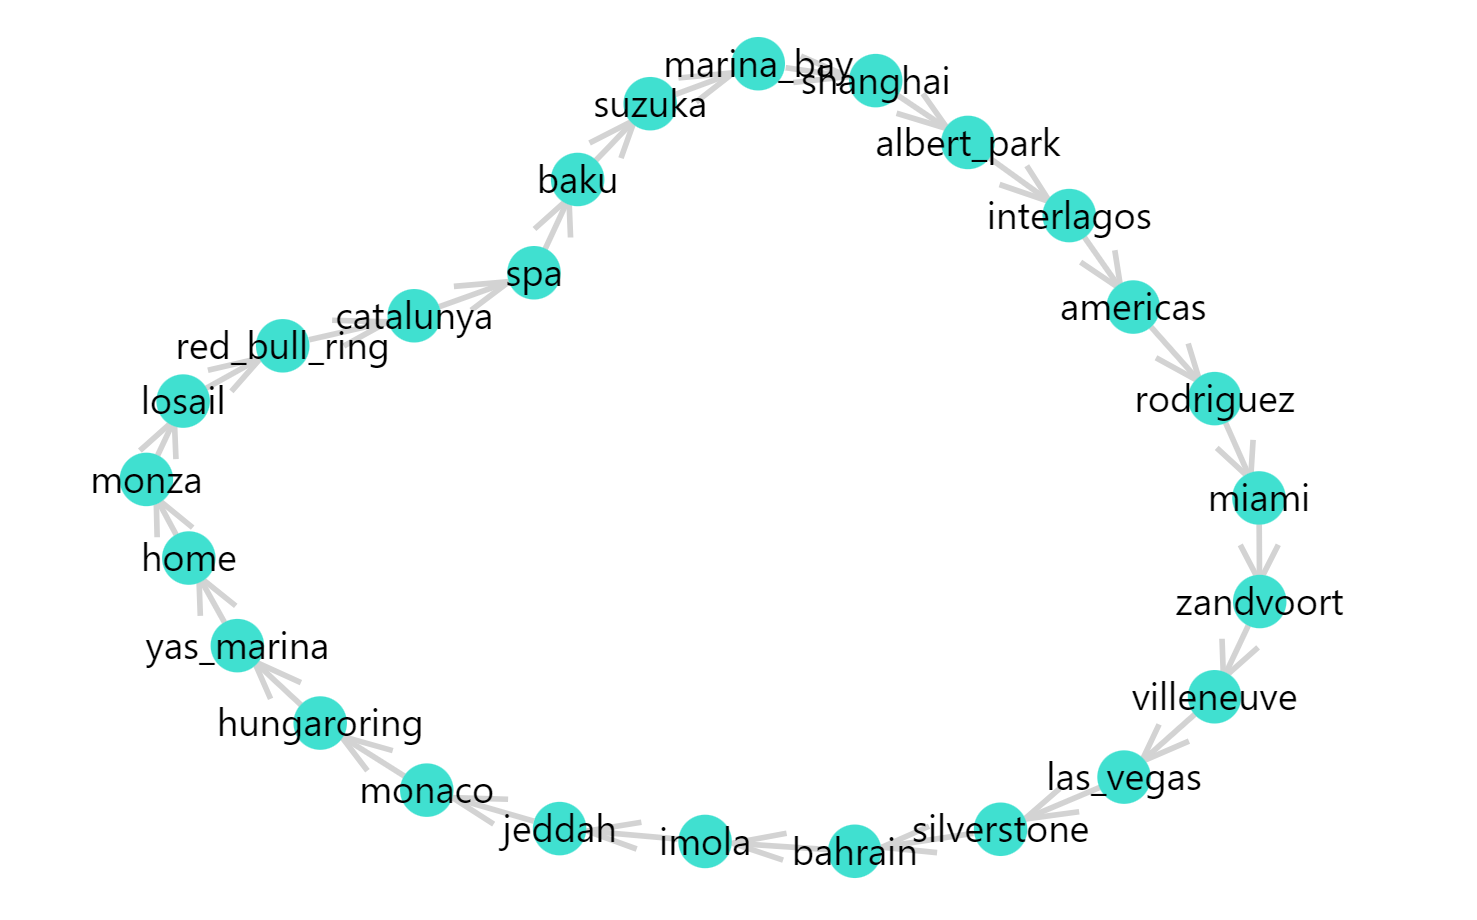 marina_bay
shanghai
suzuka
albert_park
baku
interlagos
spa
americas
catalunya
red_bull_ring
losail
rodriguez
monza
miami
home
zandvoort
yas_marina
villeneuve
hungaroring
las_vegas
monaco
jeddah
silverstone
imola
bahrain